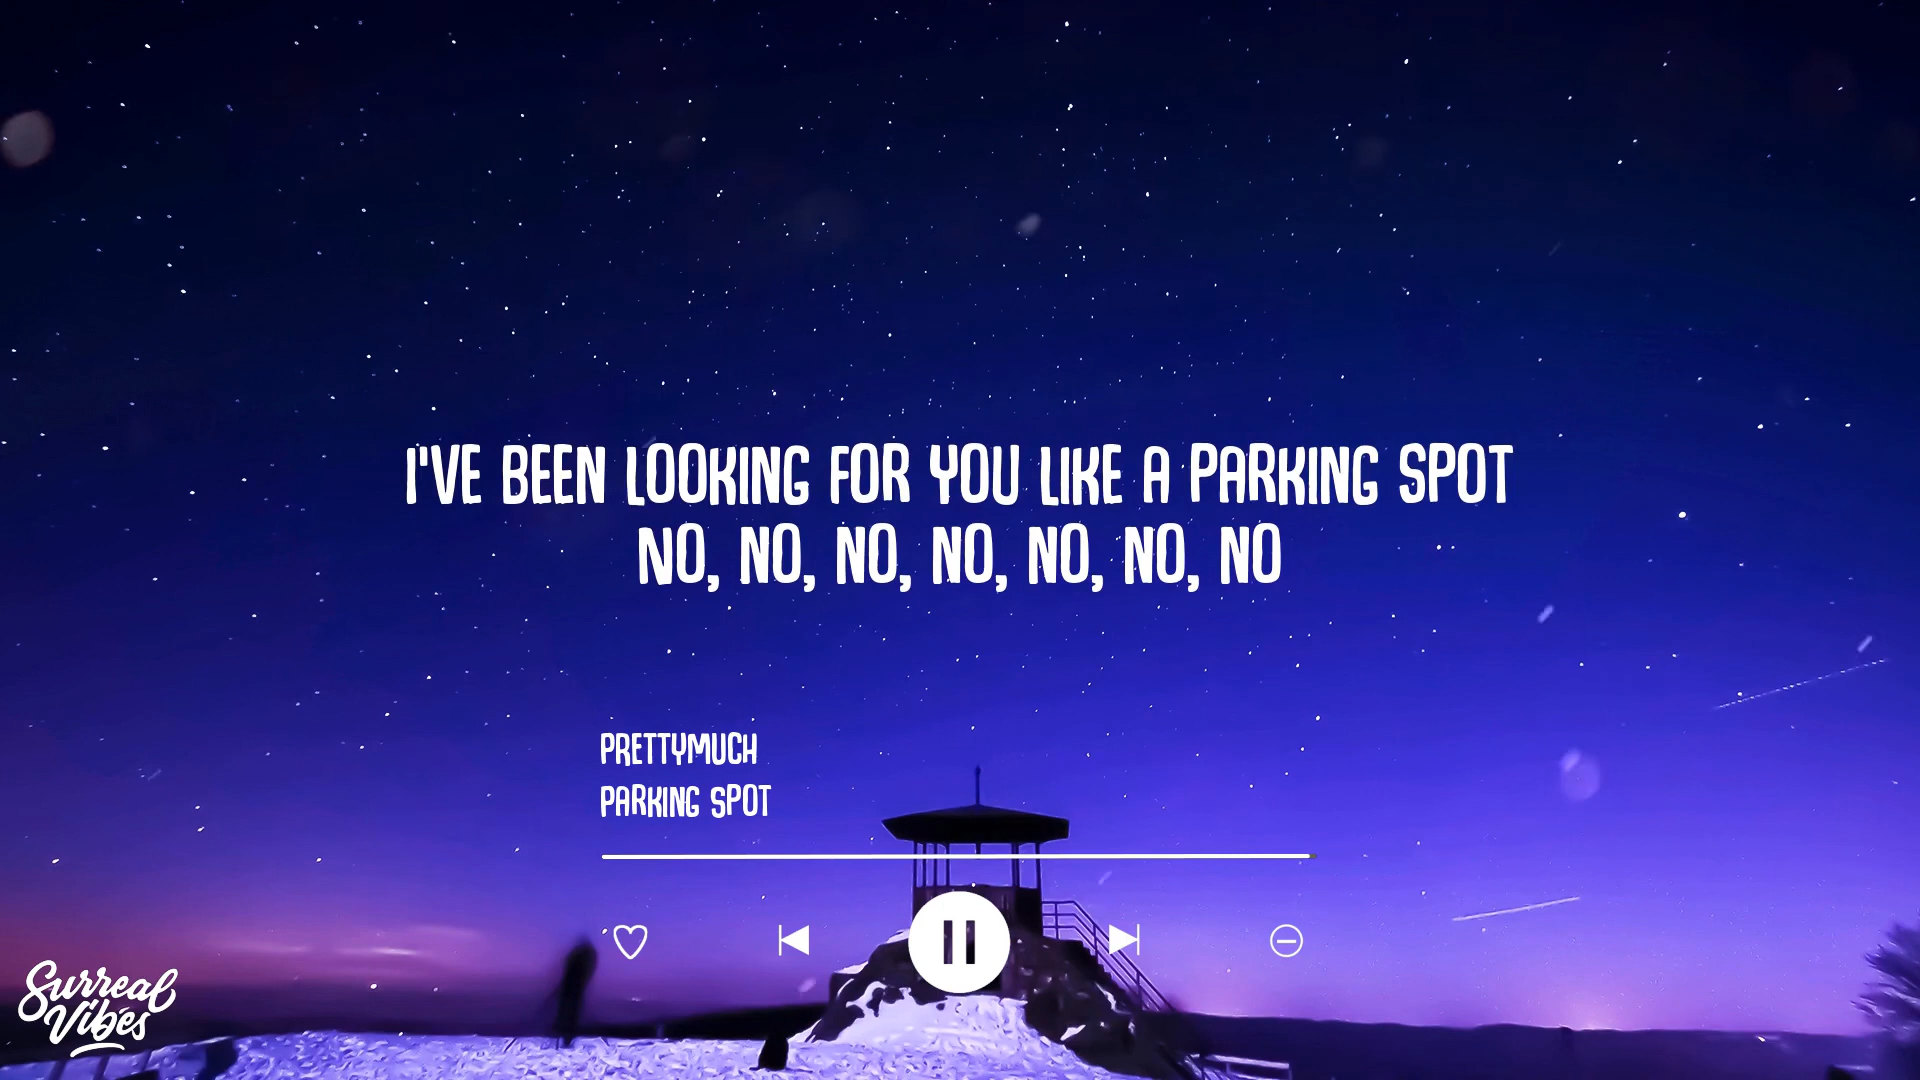 I'VE BEEN LOOKING FOR YOU LIKE A PARKING SPOT
NO, NO, NO, NO, NO, NO, NO
PRETTYMUCH
PARKING SPOT
Surreal
Vibes